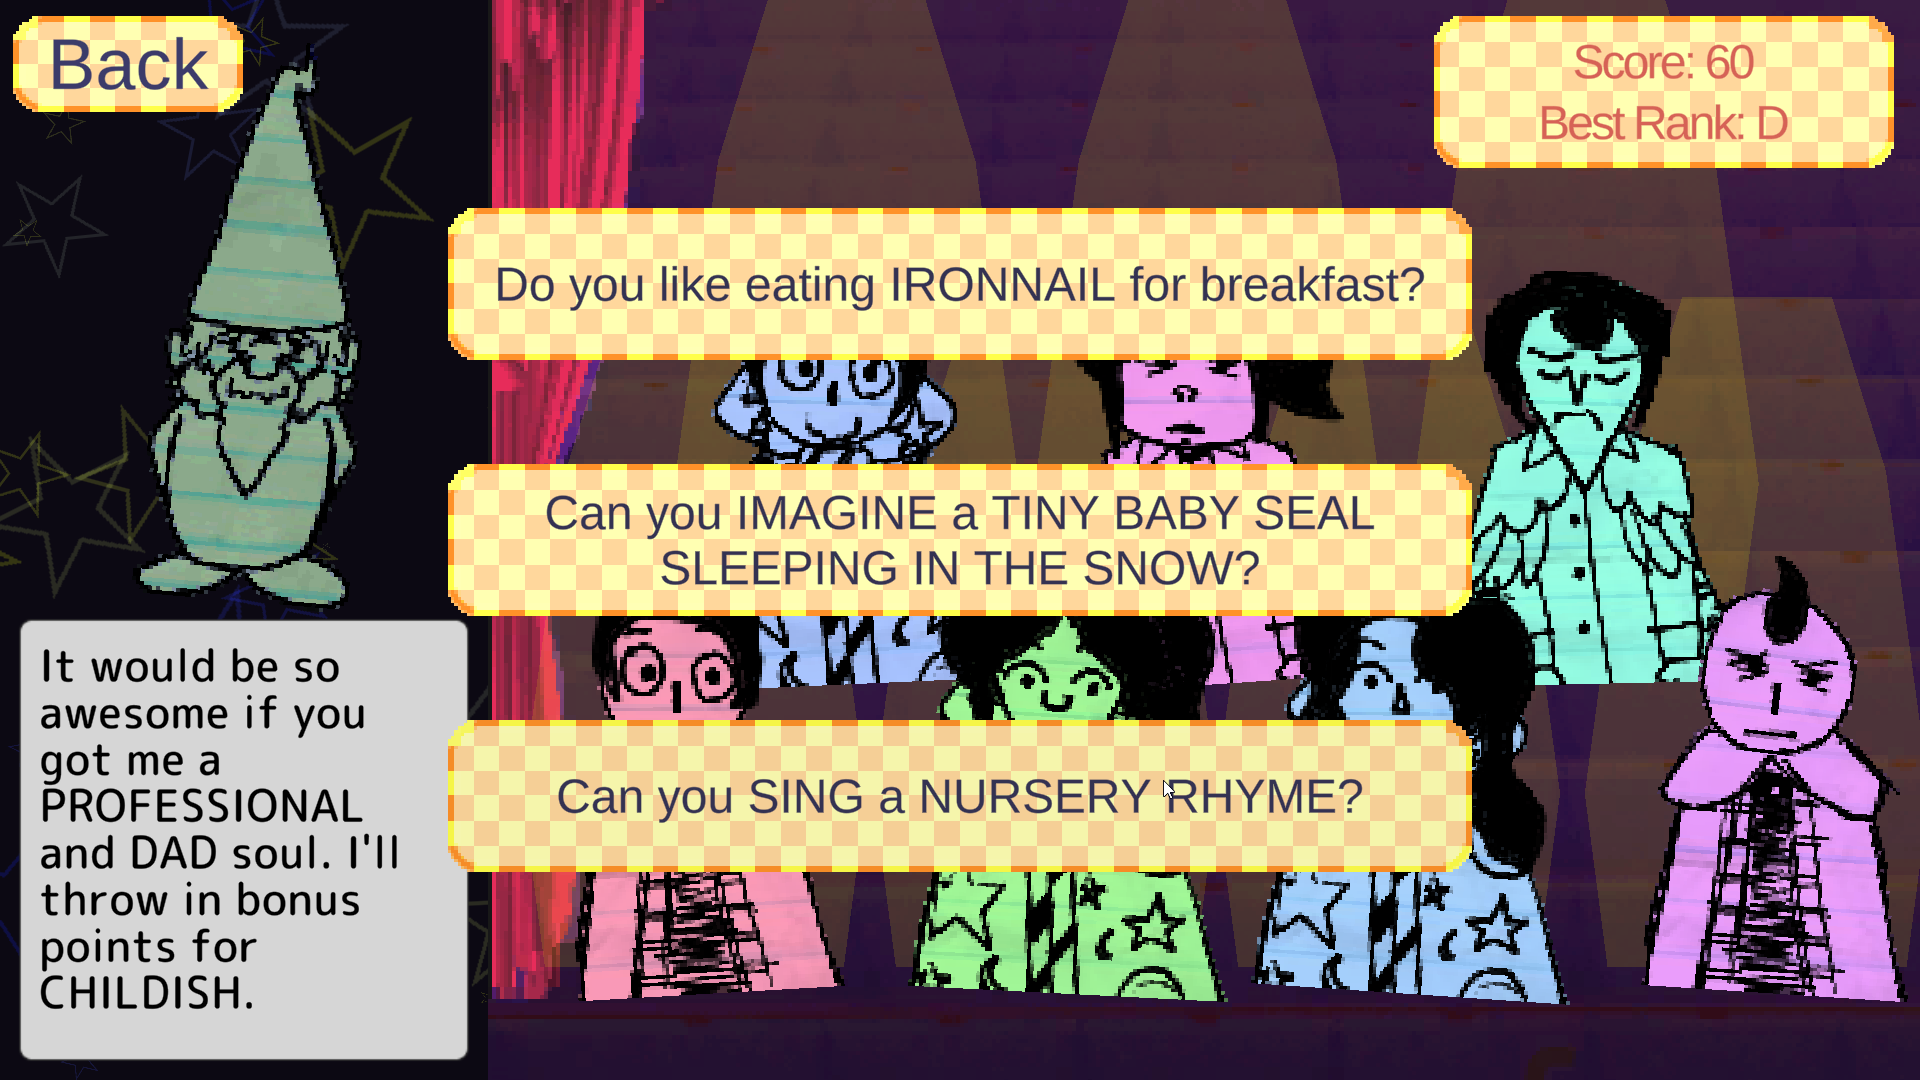 Back
Score: 60
Best Rank: D
Do you like eating IRONNAIL for breakfast?
Can you IMAGINE a TINY BABY SEAL
SLEEPING IN THE SNOW?
Can you SING a NURSERY RHYME?
It would be so
awesome if you
got me a
PROFESSIONAL
and DAD soul. I'll
throw in bonus
points for
CHILDISH.